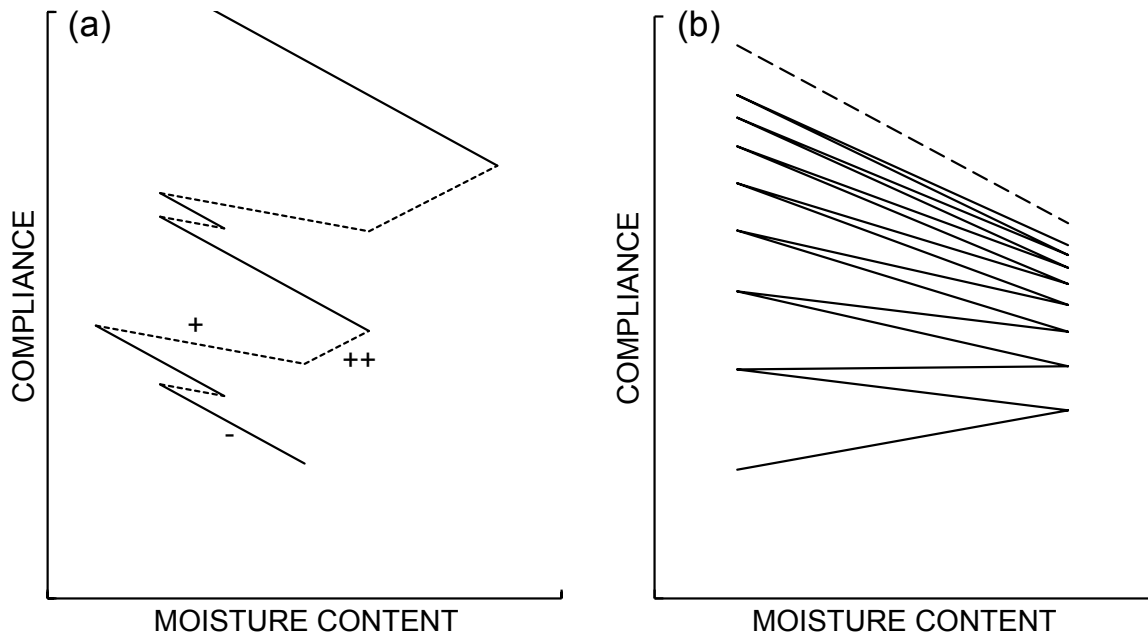 (a)
COMPLIANCE
+
++
-
MOISTURE CONTENT
(b)
COMPLIANCE
MOISTURE CONTENT